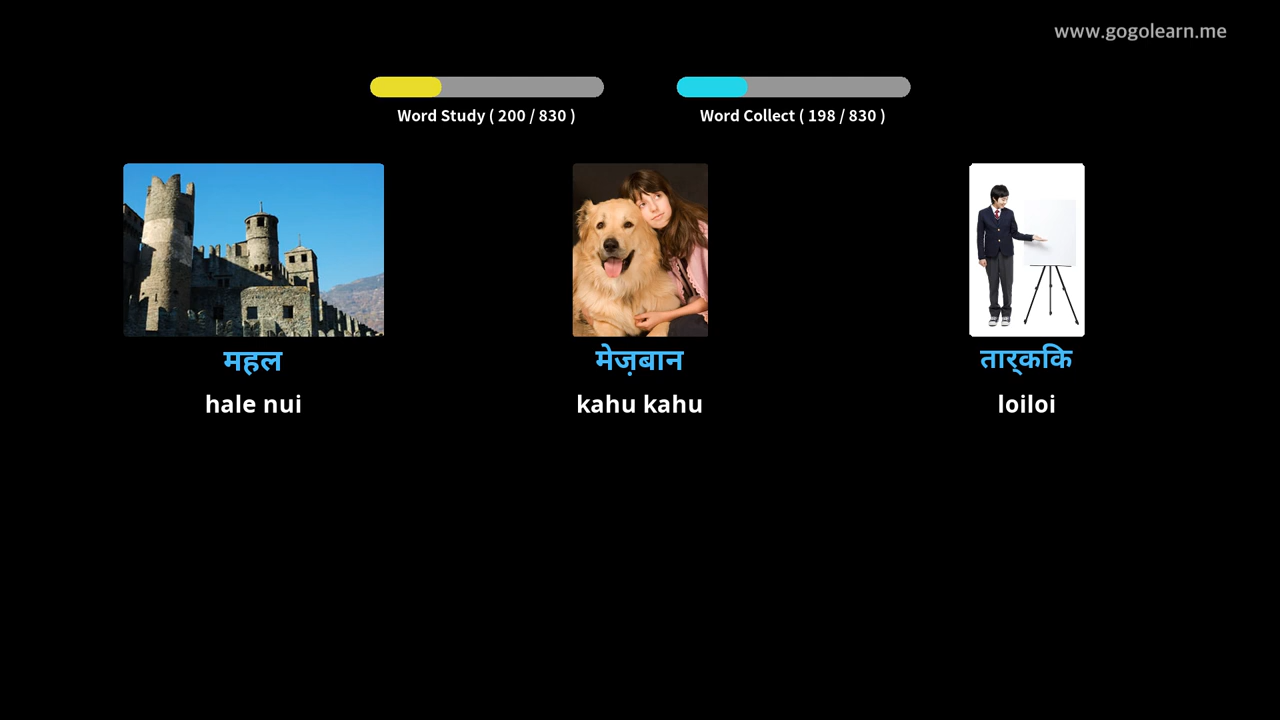 www.gogolearn.me
Word Study ( 200 / 830 )
Word Collect ( 198 / 830 )
महल
मेज़बान
तार्ककि
hale nui
kahu kahu
loiloi